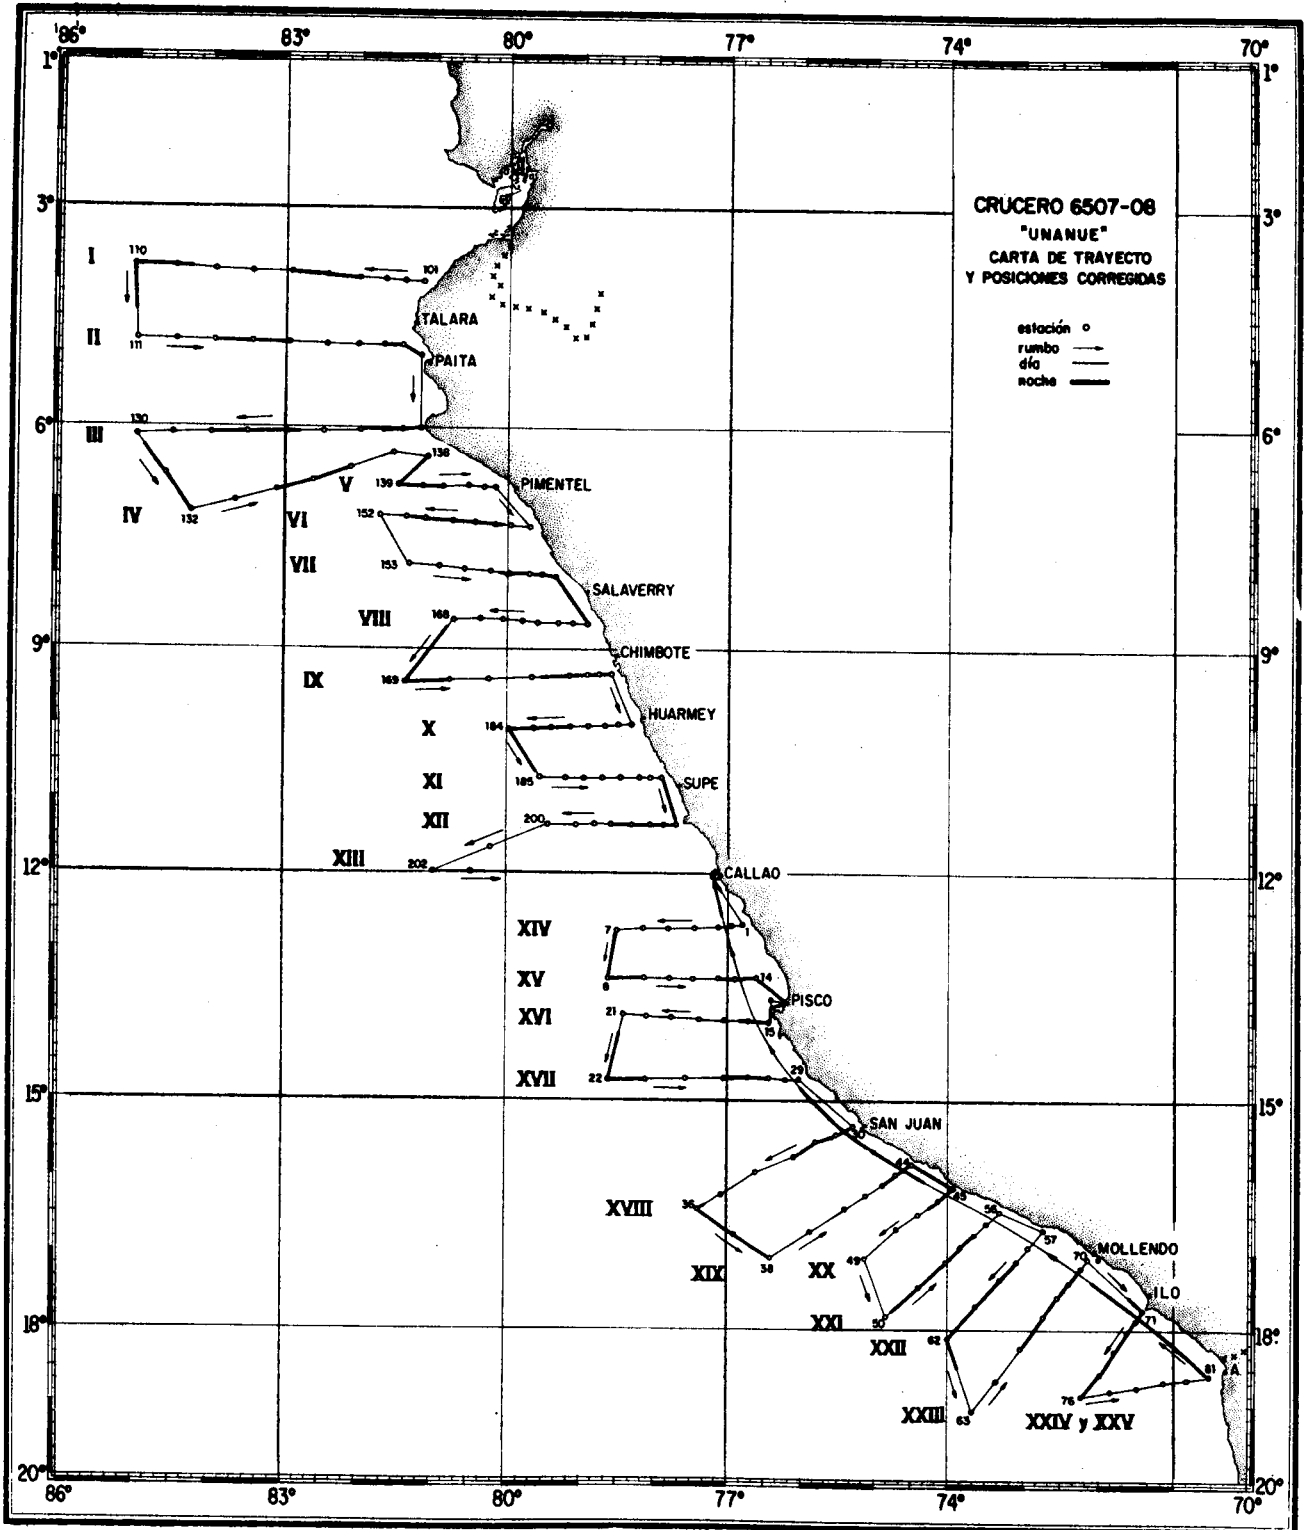 86° 83° 80° 77° 74° 70°
1° 1°
3° 3°
CRUCERO 6507-08
"UNANUE"
CARTA DE TRAYECTO
Y POSICIONES CORREGIDAS
estación
rumbo
día
noche
I 110 101
TALARA
II 111
PAITA
6° 6°
III 130
138
V 139
PIMENTEL
IV 132
VI 152
VII 153
SALAVERRY
VIII 168
9° 9°
CHIMBOTE
IX 169
HUARMEY
X 184
XI 185
SUPE
XII 200
XIII 202
12° 12°
CALLAO
XIV 7 1
XV 14
PISCO
XVI 21 15
XVII 22 29
15° 15°
SAN JUAN
30
44
45
XVIII 36
56
57
MOLLENDO
XIX 38
XX 49
70
ILO
XXI 50
71
18° 18°
XXII 62
A
81
XXIII 63
76
XXIV y XXV
20° 20°
86° 83° 80° 77° 74° 70°